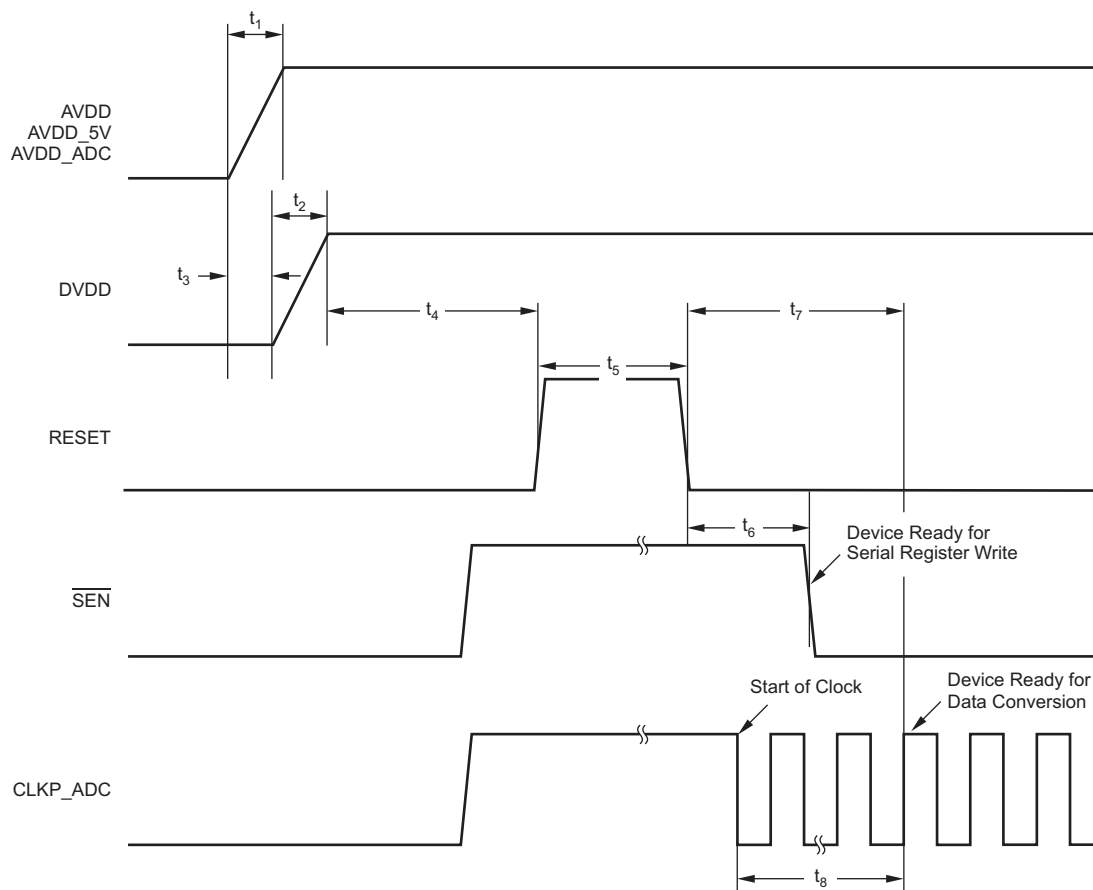 t1
AVDD
AVDD_5V
AVDD_ADC
t2
t3
DVDD
t4
t7
t5
RESET
t6
Device Ready for
Serial Register Write
SEN
Start of Clock
Device Ready for
Data Conversion
CLKP_ADC
t8